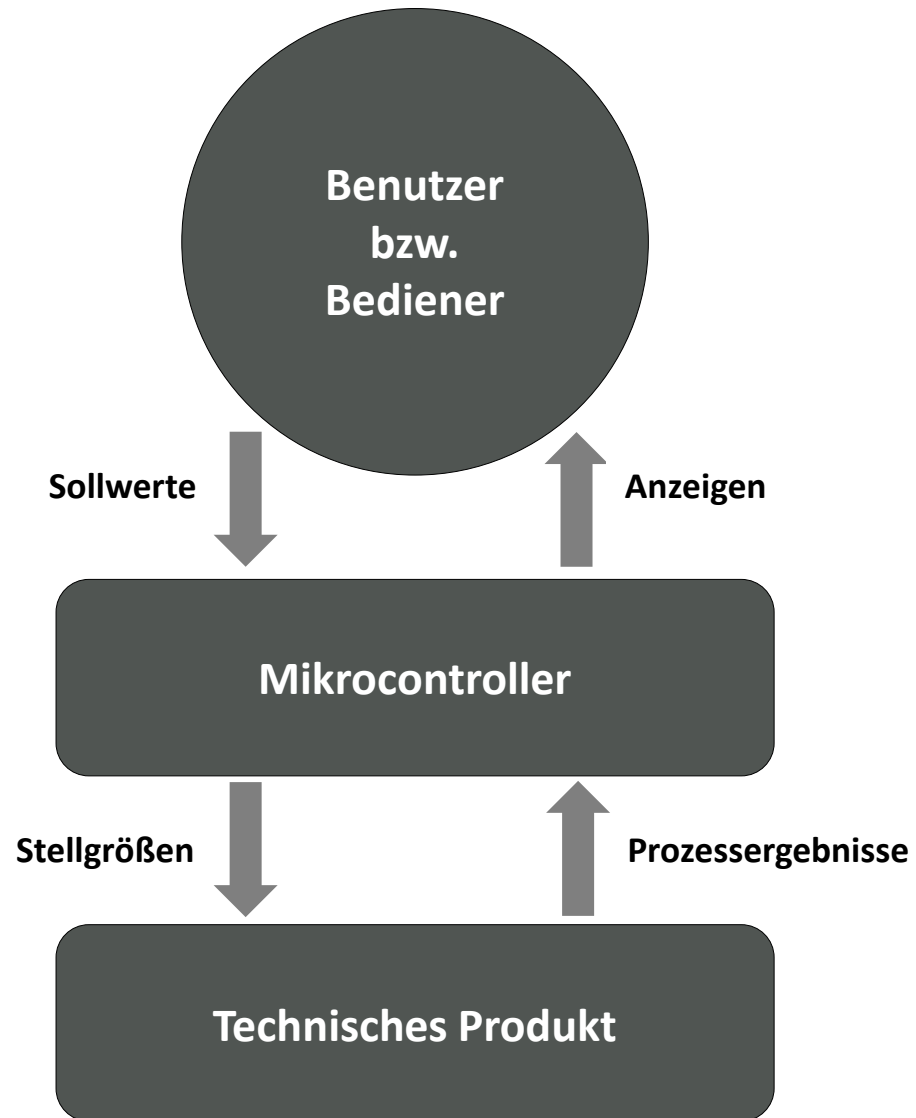 Benutzer
bzw.
Bediener
Sollwerte
Anzeigen
Mikrocontroller
Stellgrößen
Prozessergebnisse
Technisches Produkt